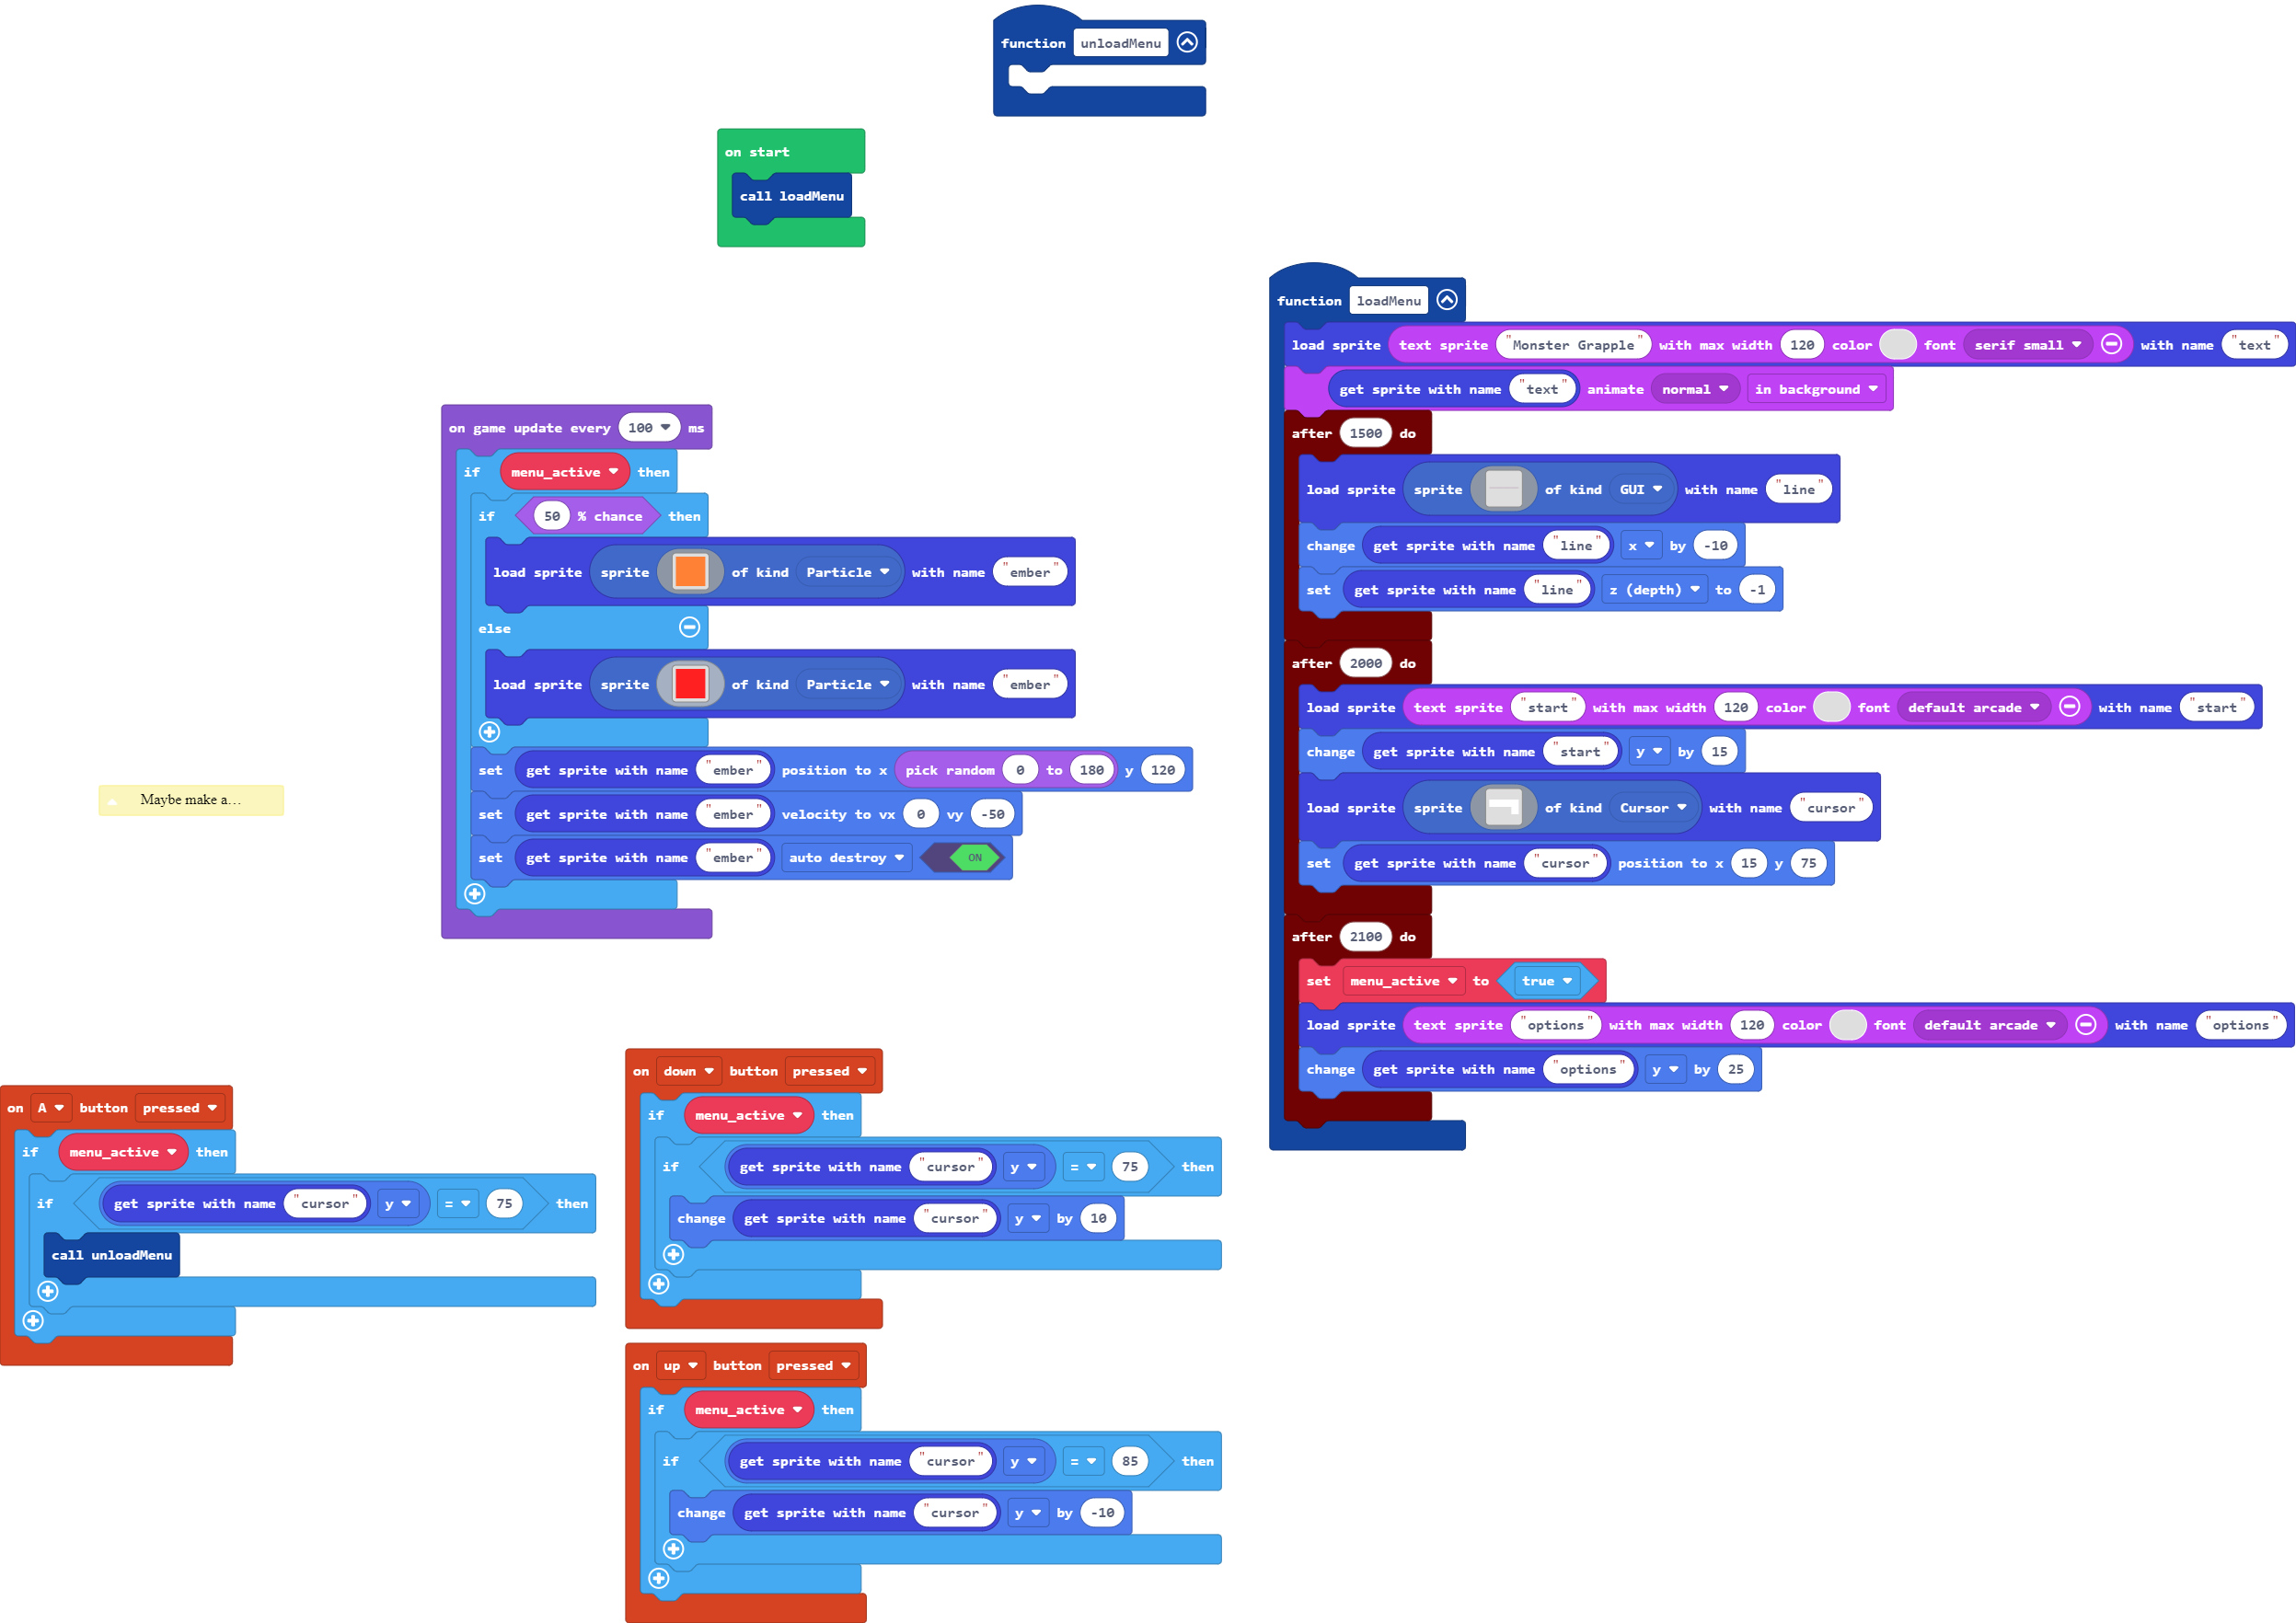 function unloadMenu
on start
call loadMenu
function loadMenu
load sprite text sprite "Monster Grapple" with max width 120 color font serif small with name "text"
get sprite with name "text" animate normal in background
after 1500 do
load sprite sprite of kind GUI with name "line"
change get sprite with name "line" x by -10
set get sprite with name "line" z (depth) to -1
after 2000 do
load sprite text sprite "start" with max width 120 color font default arcade with name "start"
change get sprite with name "start" y by 15
load sprite sprite of kind Cursor with name "cursor"
set get sprite with name "cursor" position to x 15 y 75
after 2100 do
set menu_active to true
load sprite text sprite "options" with max width 120 color font default arcade with name "options"
change get sprite with name "options" y by 25
on game update every 100 ms
if menu_active then
if 50 % chance then
load sprite sprite of kind Particle with name "ember"
else
load sprite sprite of kind Particle with name "ember"
set get sprite with name "ember" position to x pick random 0 to 180 y 120
set get sprite with name "ember" velocity to vx 0 vy -50
set get sprite with name "ember" auto destroy ON
Maybe make a...
on A button pressed
if menu_active then
if get sprite with name "cursor" y = 75 then
call unloadMenu
on down button pressed
if menu_active then
if get sprite with name "cursor" y = 75 then
change get sprite with name "cursor" y by 10
on up button pressed
if menu_active then
if get sprite with name "cursor" y = 85 then
change get sprite with name "cursor" y by -10